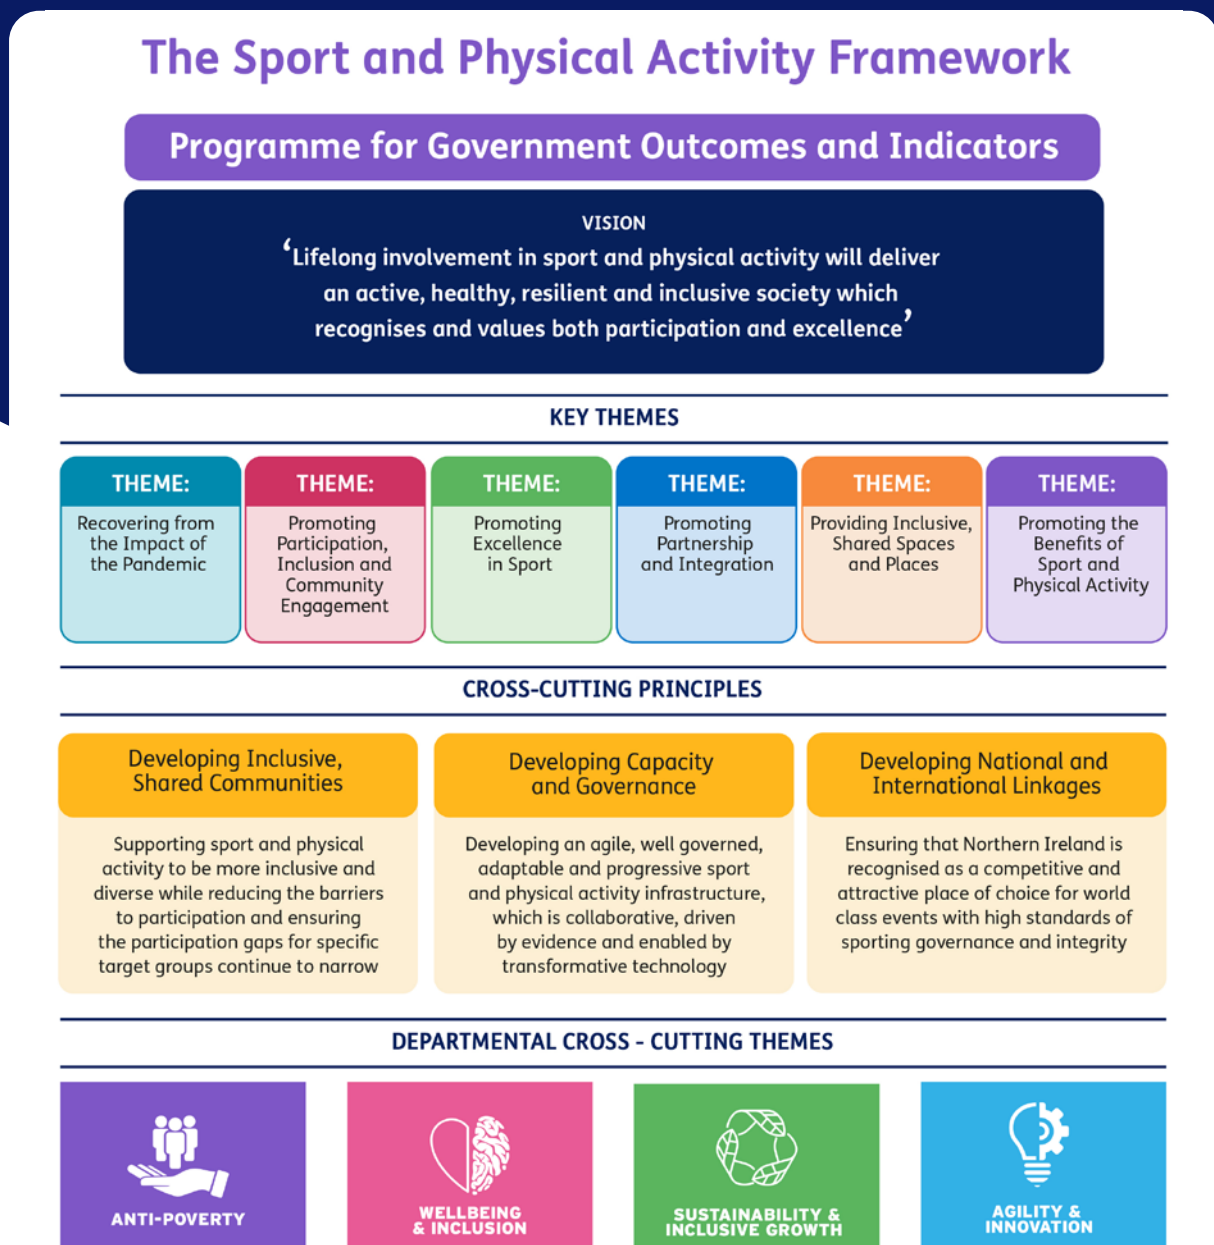 The Sport and Physical Activity Framework
Programme for Government Outcomes and Indicators
VISION
‘Lifelong involvement in sport and physical activity will deliver
an active, healthy, resilient and inclusive society which
recognises and values both participation and excellence’
KEY THEMES
THEME:
Recovering from
the Impact of
the Pandemic
THEME:
Promoting
Participation,
Inclusion and
Community
Engagement
THEME:
Promoting
Excellence
in Sport
THEME:
Promoting
Partnership
and Integration
THEME:
Providing Inclusive,
Shared Spaces
and Places
THEME:
Promoting the
Benefits of
Sport and
Physical Activity
CROSS-CUTTING PRINCIPLES
Developing Inclusive,
Shared Communities
Supporting sport and physical
activity to be more inclusive and
diverse while reducing the barriers
to participation and ensuring
the participation gaps for specific
target groups continue to narrow
Developing Capacity
and Governance
Developing an agile, well governed,
adaptable and progressive sport
and physical activity infrastructure,
which is collaborative, driven
by evidence and enabled by
transformative technology
Developing National and
International Linkages
Ensuring that Northern Ireland is
recognised as a competitive and
attractive place of choice for world
class events with high standards of
sporting governance and integrity
DEPARTMENTAL CROSS - CUTTING THEMES
ANTI-POVERTY
WELLBEING
& INCLUSION
SUSTAINABILITY &
INCLUSIVE GROWTH
AGILITY &
INNOVATION